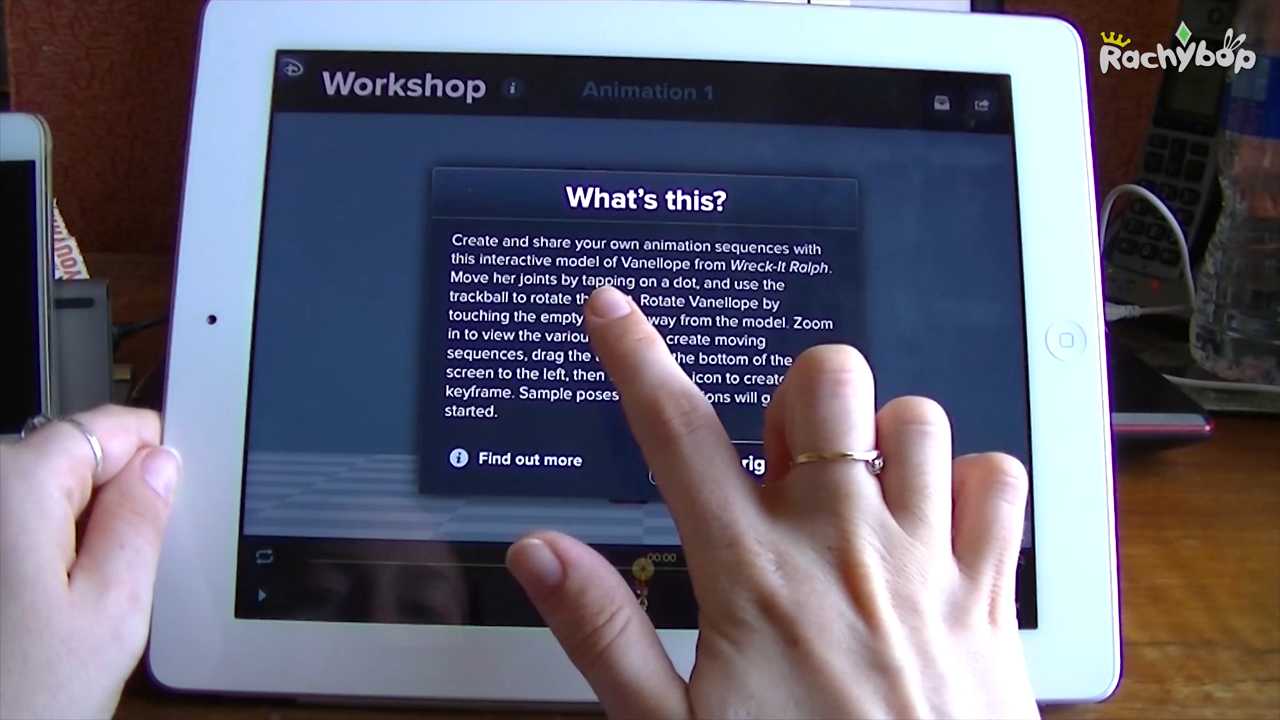 Rachybop
Workshop
Animation 1
What's this?
Create and share your own animation sequences with
this interactive model of Vanellope from Wreck-It Ralph.
Move her joints by tapping on a dot, and use the
trackball to rotate Rotate Vanellope by
touching the empty away from the model. Zoom
in to view the create moving
sequences, drag the the bottom of the
screen to the left, then icon to create
keyframe. Sample poses will
started.
Find out more
00:00